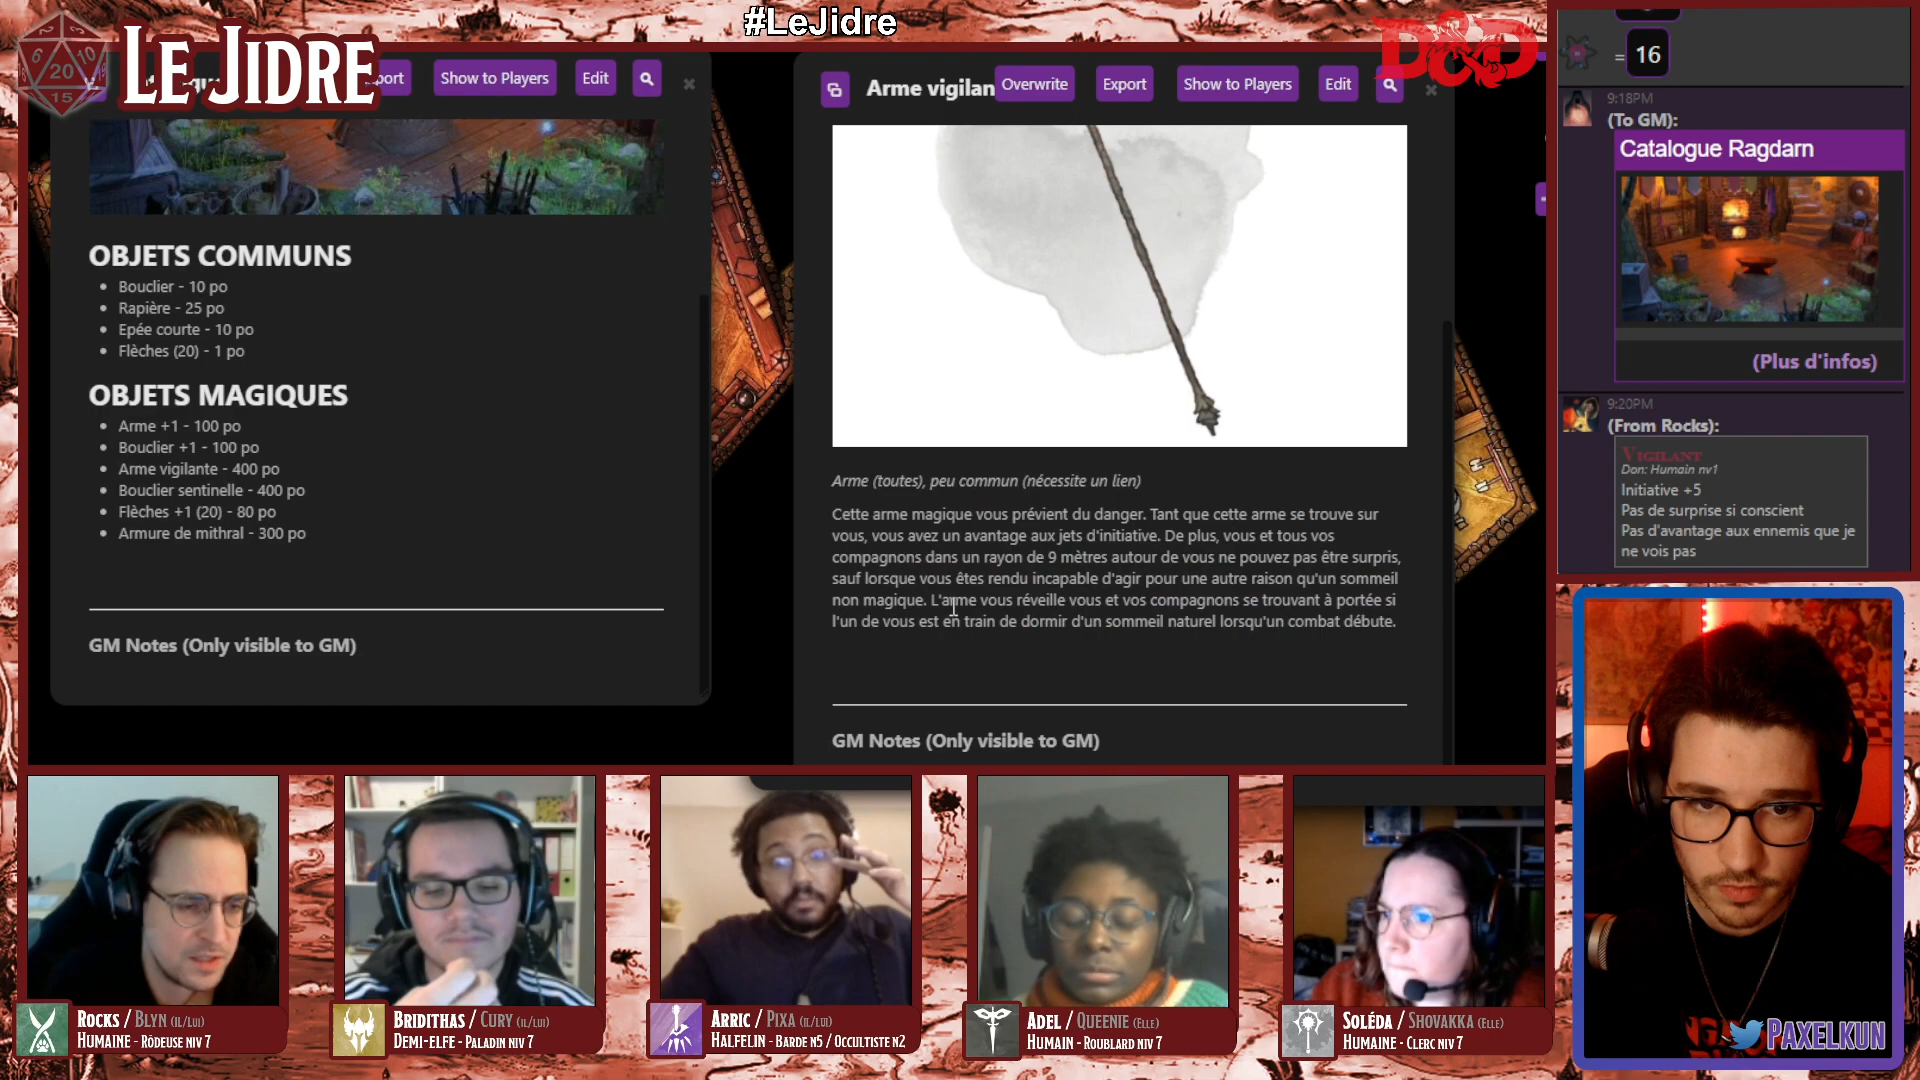 #LeJidre
LE JIDRE
20
6
10
15
ort
Show to Players
Edit
OBJETS COMMUNS
Bouclier - 10 po
Rapière - 25 po
Epée courte - 10 po
Flèches (20) - 1 po
OBJETS MAGIQUES
Arme +1 - 100 po
Bouclier +1 - 100 po
Arme vigilante - 400 po
Bouclier sentinelle - 400 po
Flèches +1 (20) - 80 po
Armure de mithral - 300 po
GM Notes (Only visible to GM)
Arme vigilan
Overwrite
Export
Show to Players
Edit
D&D
Arme (toutes), peu commun (nécessite un lien)
Cette arme magique vous prévient du danger. Tant que cette arme se trouve sur
vous, vous avez un avantage aux jets d'initiative. De plus, vous et tous vos
compagnons dans un rayon de 9 mètres autour de vous ne pouvez pas être surpris,
sauf lorsque vous êtes rendu incapable d'agir pour une autre raison qu'un sommeil
non magique. L'arme vous réveille vous et vos compagnons se trouvant à portée si
l'un de vous est en train de dormir d'un sommeil naturel lorsqu'un combat débute.
GM Notes (Only visible to GM)
= 16
9:18PM
(To GM):
Catalogue Ragdarn
(Plus d'infos)
9:20PM
(From Rocks):
VIGILANT
Don: Humain nv1
Initiative +5
Pas de surprise si conscient
Pas d'avantage aux ennemis que je
ne vois pas
ROCKS / BLYN (IL/LUI)
HUMAINE - RÔDEUSE NIV 7
BRIDITHAS / CURY (IL/LUI)
DEMI-ELFE - PALADIN NIV 7
ARRIC / PIXA (IL/LUI)
HALFELIN - BARDE N5 / OCCULTISTE N2
ADEL / QUEENIE (ELLE)
HUMAIN - ROUBLARD NIV 7
SOLÉDA / SHOVAKKA (ELLE)
HUMAINE - CLERC NIV 7
PAXELKUN